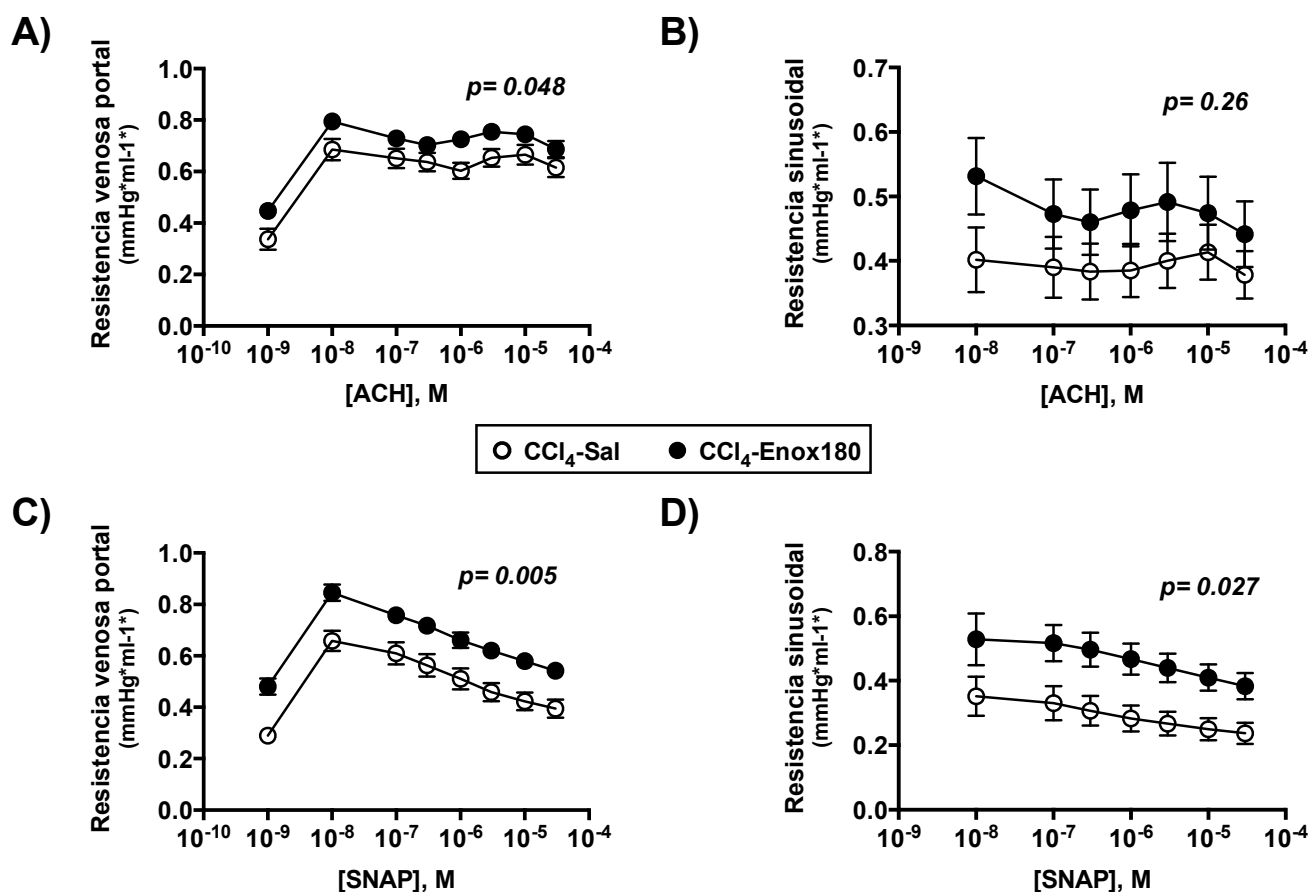 A)
Resistencia venosa portal
(mmHg*ml-1*)
1.0
0.8
0.6
0.4
0.2
0.0
p= 0.048
10⁻¹⁰ 10⁻⁹ 10⁻⁸ 10⁻⁷ 10⁻⁶ 10⁻⁵ 10⁻⁴
[ACH], M
B)
Resistencia sinusoidal
(mmHg*ml-1*)
0.7
0.6
0.5
0.4
0.3
p= 0.26
10⁻⁹ 10⁻⁸ 10⁻⁷ 10⁻⁶ 10⁻⁵ 10⁻⁴
[ACH], M
CCl₄-Sal CCl₄-Enox180
C)
Resistencia venosa portal
(mmHg*ml-1*)
1.0
0.8
0.6
0.4
0.2
0.0
p= 0.005
10⁻¹⁰ 10⁻⁹ 10⁻⁸ 10⁻⁷ 10⁻⁶ 10⁻⁵ 10⁻⁴
[SNAP], M
D)
Resistencia sinusoidal
(mmHg*ml-1*)
0.8
0.6
0.4
0.2
0.0
p= 0.027
10⁻⁹ 10⁻⁸ 10⁻⁷ 10⁻⁶ 10⁻⁵ 10⁻⁴
[SNAP], M